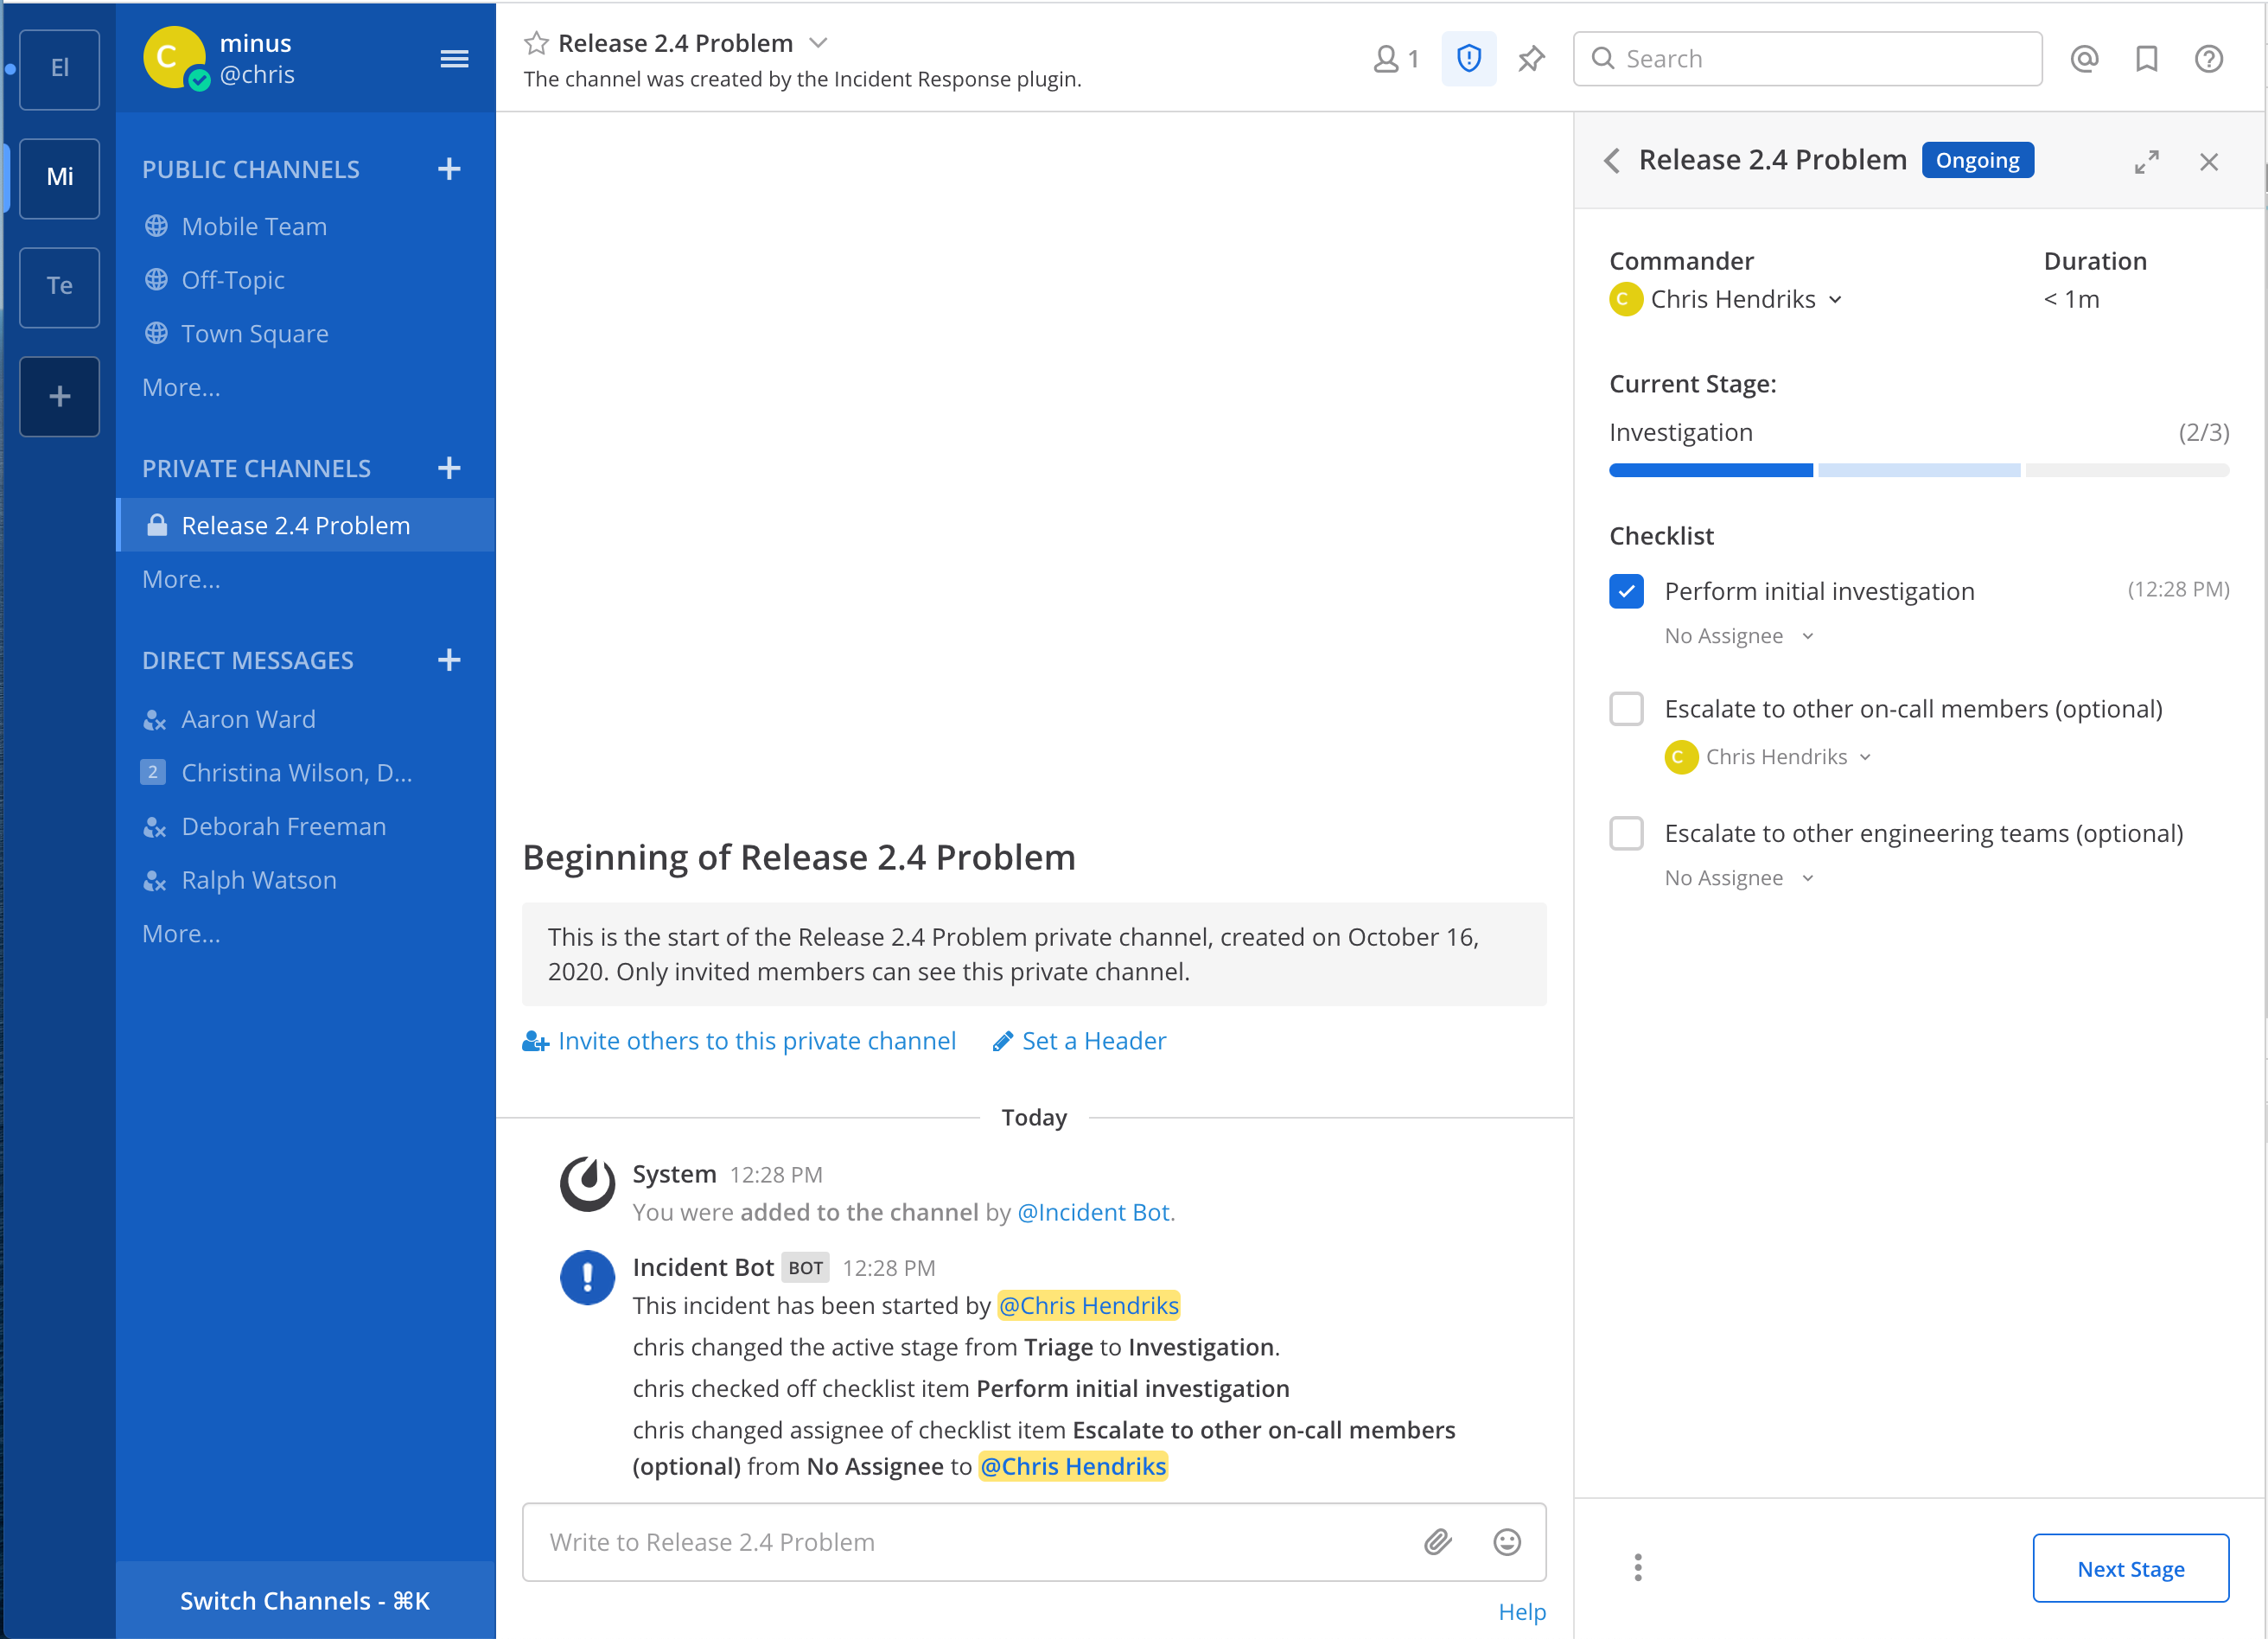 El
Mi
Te
+
C
minus
@chris
PUBLIC CHANNELS
Mobile Team
Off-Topic
Town Square
More...
PRIVATE CHANNELS
Release 2.4 Problem
More...
DIRECT MESSAGES
Aaron Ward
2 Christina Wilson, D...
Deborah Freeman
Ralph Watson
More...
Switch Channels - ⌘K
Release 2.4 Problem
The channel was created by the Incident Response plugin.
1
Search
Beginning of Release 2.4 Problem
This is the start of the Release 2.4 Problem private channel, created on October 16,
2020. Only invited members can see this private channel.
Invite others to this private channel Set a Header
Today
System 12:28 PM
You were added to the channel by @Incident Bot.
Incident Bot BOT 12:28 PM
This incident has been started by @Chris Hendriks
chris changed the active stage from Triage to Investigation.
chris checked off checklist item Perform initial investigation
chris changed assignee of checklist item Escalate to other on-call members
(optional) from No Assignee to @Chris Hendriks
Write to Release 2.4 Problem
Help
Release 2.4 Problem Ongoing
Commander Duration
C Chris Hendriks < 1m
Current Stage:
Investigation (2/3)
Checklist
Perform initial investigation (12:28 PM)
No Assignee
Escalate to other on-call members (optional)
C Chris Hendriks
Escalate to other engineering teams (optional)
No Assignee
Next Stage